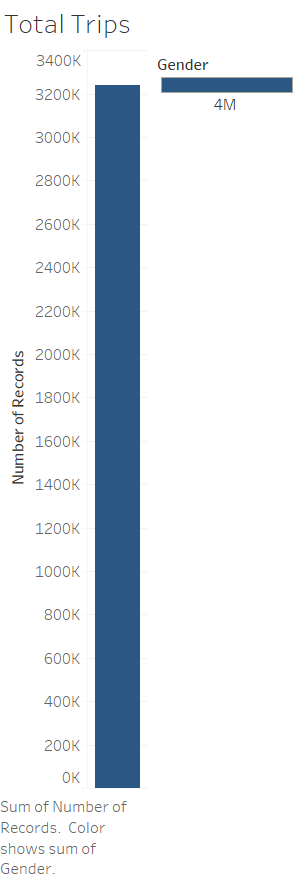 Total Trips
Gender
4M
3400K
3200K
3000K
2800K
2600K
2400K
2200K
2000K
1800K
1600K
1400K
1200K
1000K
800K
600K
400K
200K
0K
Number of Records
Sum of Number of
Records.  Color
shows sum of
Gender.